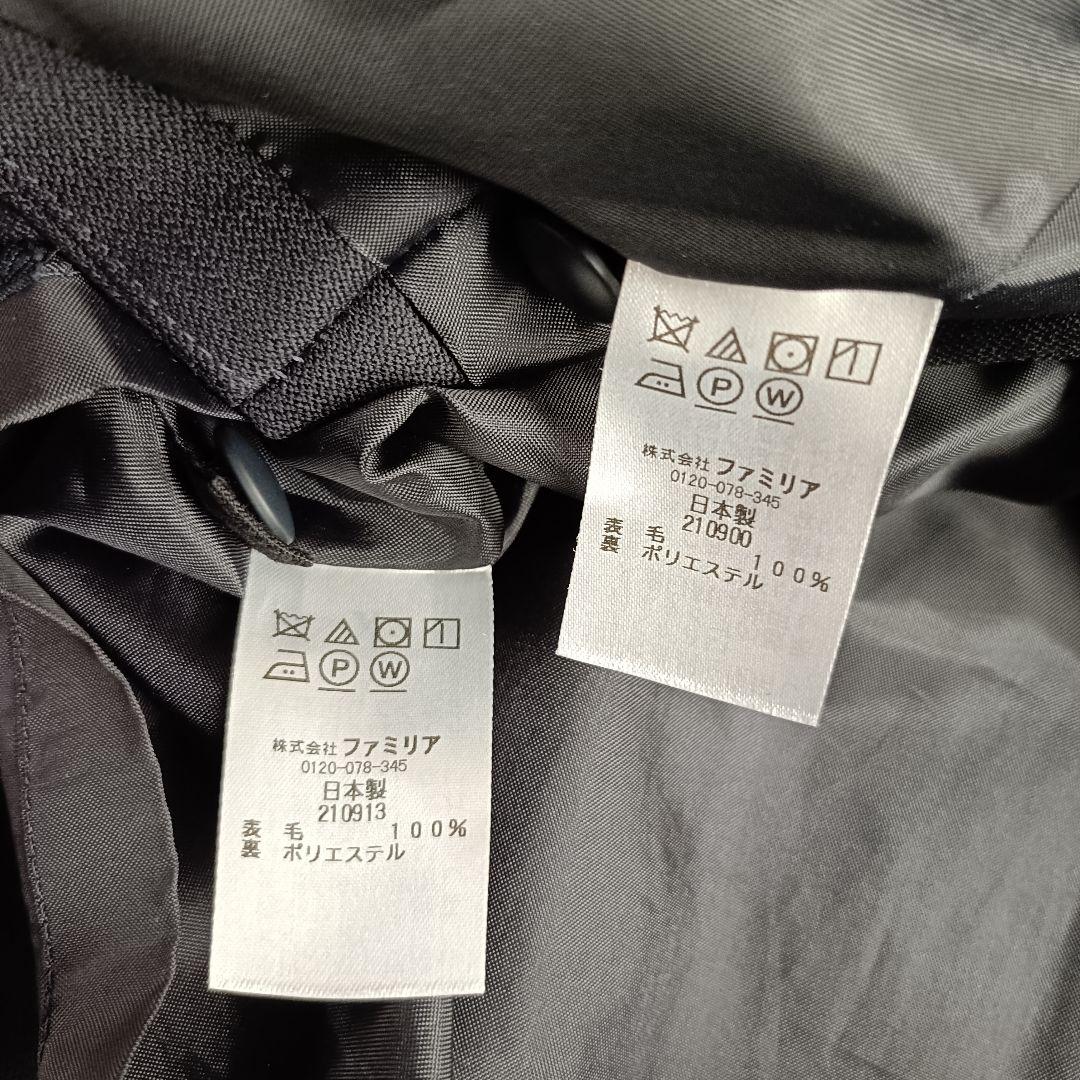 P W
株式会社 ファミリア
0120-078-345
日本製
210913
表 毛 100%
裏 ポリエステル
P W
株式会社 ファミリア
0120-078-345
日本製
210900
表 毛 100%
裏 ポリエステル